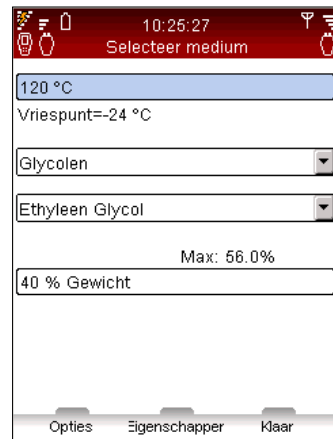 10:25:27
Selecteer medium
120 °C
Vriespunt=-24 °C
Glycolen
Ethyleen Glycol
Max: 56.0%
40 % Gewicht
Opties Eigenschapper Klaar